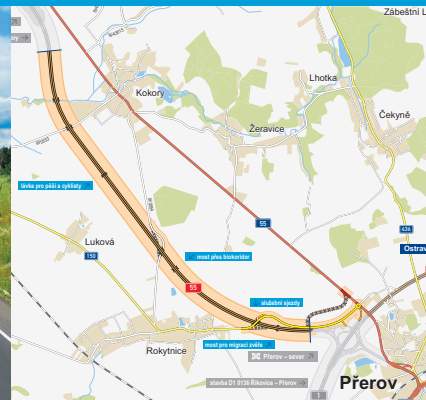 Zábeštní L
Kokory
Lhotka
Čekyně
Žeravice
lávka pro pěší a cyklisty
55
436
Luková
Ostrav
150
most přes biokoridor
55
služební sjezdy
most pro migraci zvěře
Rokytnice
Přerov – sever
stavba D1 0136 Říkovice – Přerov
Přerov
1